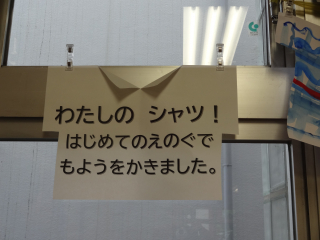 わたしの シャツ!
はじめてのえのぐで
もようをかきました。